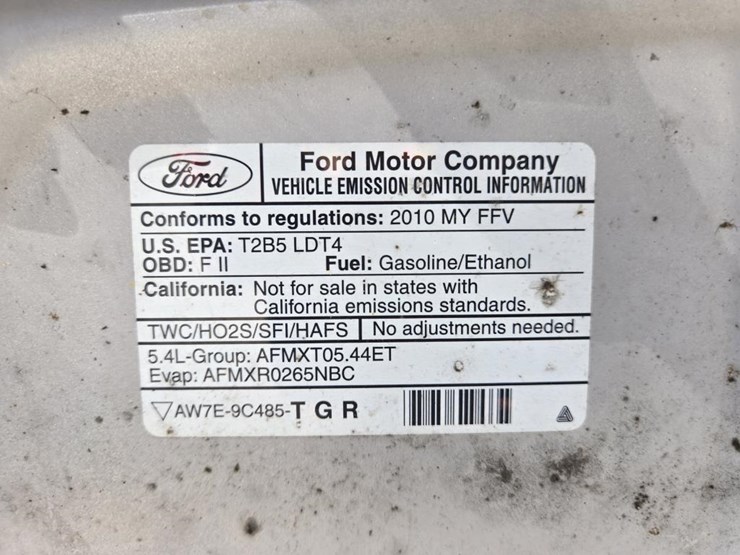 Ford
Ford Motor Company
VEHICLE EMISSION CONTROL INFORMATION
Conforms to regulations: 2010 MY FFV
U.S. EPA: T2B5 LDT4
OBD: F II Fuel: Gasoline/Ethanol
California: Not for sale in states with
California emissions standards.
TWC/HO2S/SFI/HAFS No adjustments needed.
5.4L-Group: AFMXT05.44ET
Evap: AFMXR0265NBC
▽AW7E-9C485-T G R